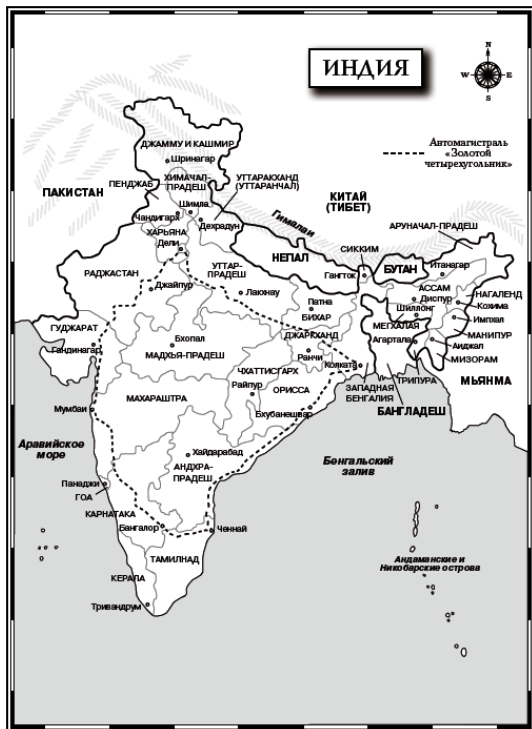 ИНДИЯ
N
W
E
S
Автомагистраль
«Золотой
четырехугольник»
ДЖАММУ И КАШМИР
Шринагар
ХИМАЧАЛ-
ПРАДЕШ
ПЕНДЖАБ
УТТАРАКХАНД
(УТТАРАНЧАЛ)
ПАКИСТАН
КИТАЙ
(ТИБЕТ)
Шимла
Чандигарх
Дехрадун
Гималаи
АРУНАЧАЛ-ПРАДЕШ
ХАРЬЯНА
Дели
НЕПАЛ
СИККИМ
Гангток
БУТАН
Итанагар
РАДЖАСТАН
УТТАР-
ПРАДЕШ
Джайпур
Лакхнау
АССАМ
Диспур
НАГАЛЕНД
Кохима
Патна
БИХАР
Шиллонг
МЕГХАЛАЯ
Импхал
ГУДЖАРАТ
Гандинагар
Бхопал
МАДХЬЯ-ПРАДЕШ
ДЖАРКХАНД
Ранчи
Агартала
МАНИПУР
Аиджал
МИЗОРАМ
ЧХАТТИСГАРХ
Райпур
Колката
ТРИПУРА
МЬЯНМА
МАХАРАШТРА
ОРИССА
ЗАПАДНАЯ
БЕНГАЛИЯ
Мумбаи
Бхубанешвар
БАНГЛАДЕШ
Аравийское
море
Хайдарабад
АНДХРА-
ПРАДЕШ
Бенгальский
залив
Панаджи
ГОА
КАРНАТАКА
Бангалор
Ченнай
ТАМИЛНАД
Андаманские и
Никобарские острова
КЕРАЛА
Тривандрум